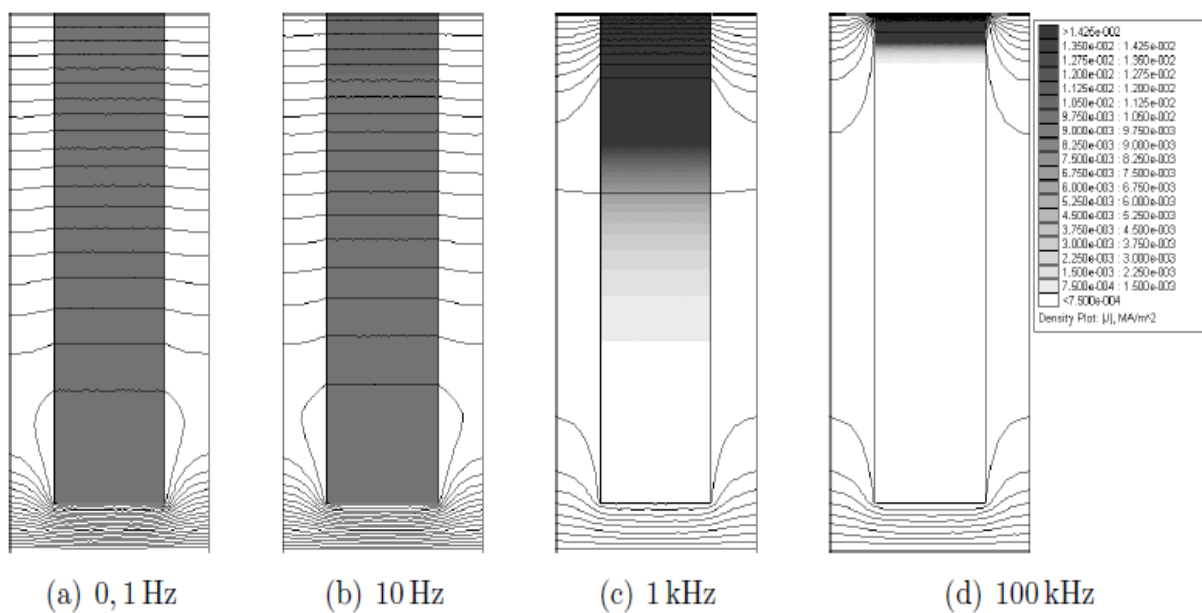 >1.425e-002
1.350e-002 : 1.425e-002
1.275e-002 : 1.350e-002
1.200e-002 : 1.275e-002
1.125e-002 : 1.200e-002
1.050e-002 : 1.125e-002
9.750e-003 : 1.050e-002
9.000e-003 : 9.750e-003
8.250e-003 : 9.000e-003
7.500e-003 : 8.250e-003
6.750e-003 : 7.500e-003
6.000e-003 : 6.750e-003
5.250e-003 : 6.000e-003
4.500e-003 : 5.250e-003
3.750e-003 : 4.500e-003
3.000e-003 : 3.750e-003
2.250e-003 : 3.000e-003
1.500e-003 : 2.250e-003
7.500e-004 : 1.500e-003
<7.500e-004
Density Plot: |J|, MA/m^2
(a) 0, 1 Hz
(b) 10 Hz
(c) 1 kHz
(d) 100 kHz